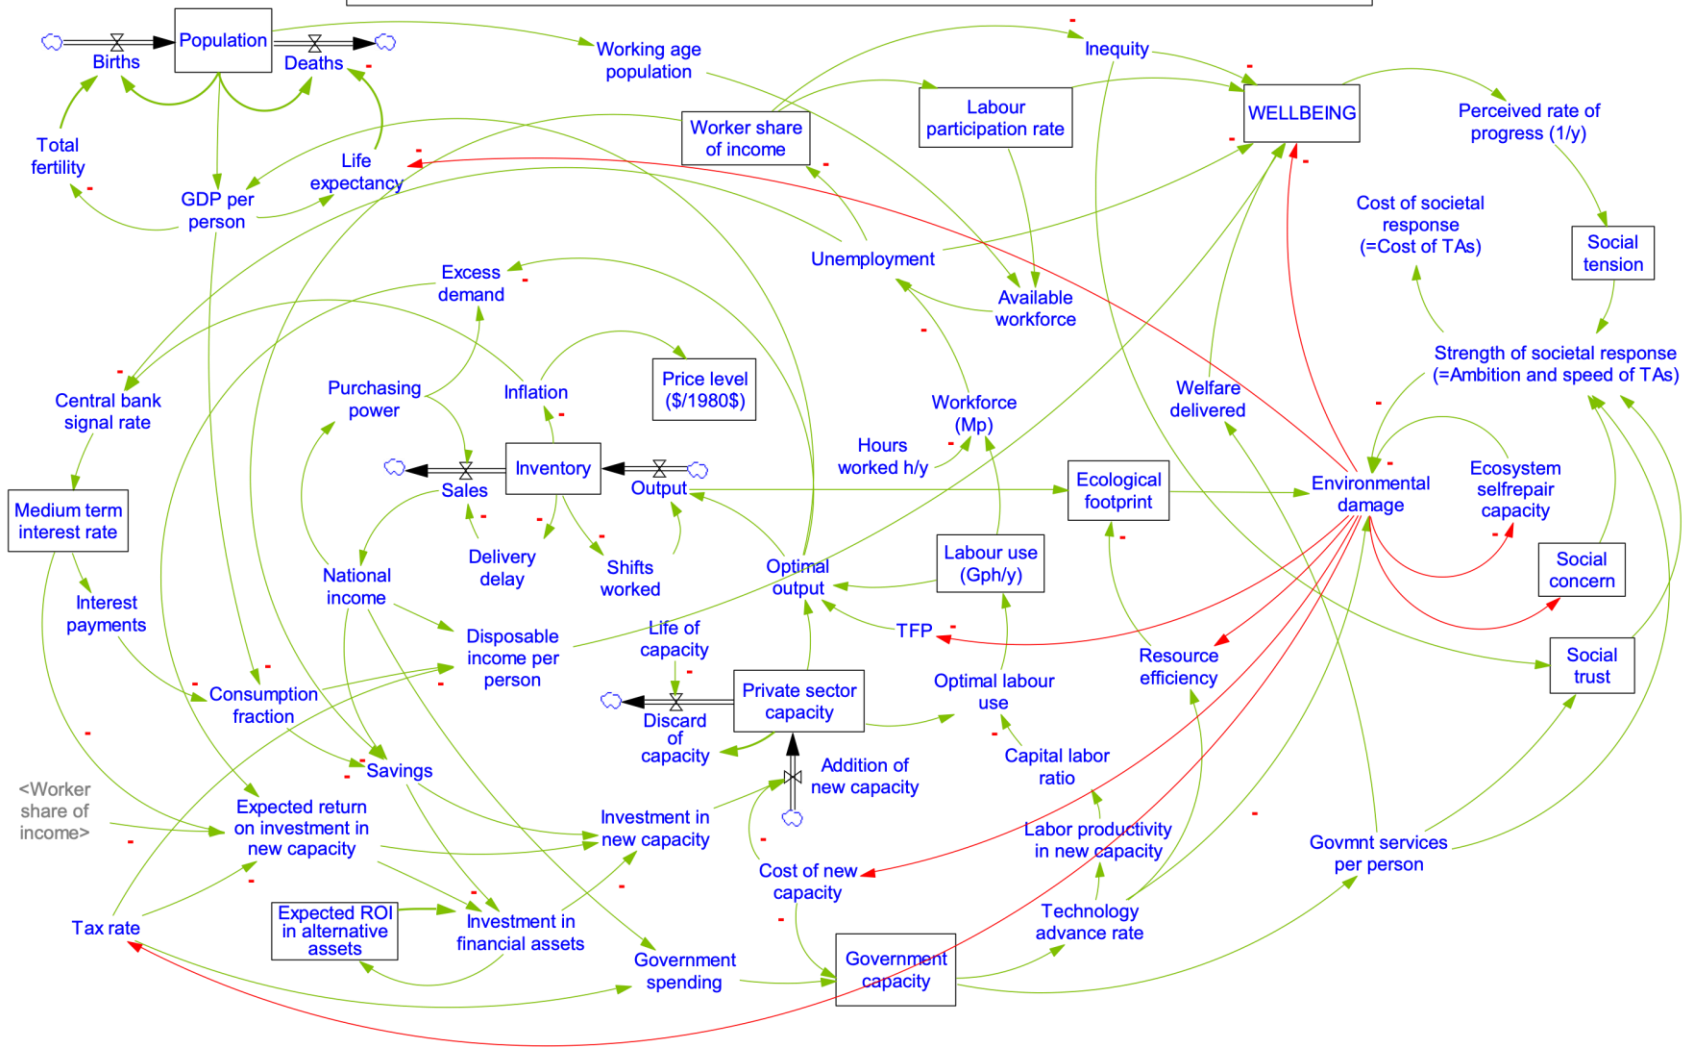 Population
Births
Deaths
Working age
population
Inequity
Total
fertility
Life
expectancy
GDP per
person
Worker share
of income
Labour
participation rate
WELLBEING
Perceived rate of
progress (1/y)
Cost of societal
response
(=Cost of TAs)
Social
tension
Unemployment
Excess
demand
Available
workforce
Strength of societal response
(=Ambition and speed of TAs)
Central bank
signal rate
Purchasing
power
Inflation
Price level
($/1980$)
Workforce
(Mp)
Welfare
delivered
Hours
worked h/y
Medium term
interest rate
Sales
Inventory
Output
Ecological
footprint
Environmental
damage
Ecosystem
selfrepair
capacity
Delivery
delay
Shifts
worked
Optimal
output
Labour use
(Gph/y)
Social
concern
National
income
Interest
payments
Disposable
income per
person
Life of
capacity
TFP
Resource
efficiency
Social
trust
Consumption
fraction
Discard
of
capacity
Private sector
capacity
Optimal labour
use
Savings
Addition of
new capacity
Capital labor
ratio
<Worker
share of
income>
Expected return
on investment in
new capacity
Investment in
new capacity
Labor productivity
in new capacity
Govmnt services
per person
Cost of new
capacity
Tax rate
Expected ROI
in alternative
assets
Investment in
financial assets
Technology
advance rate
Government
spending
Government
capacity